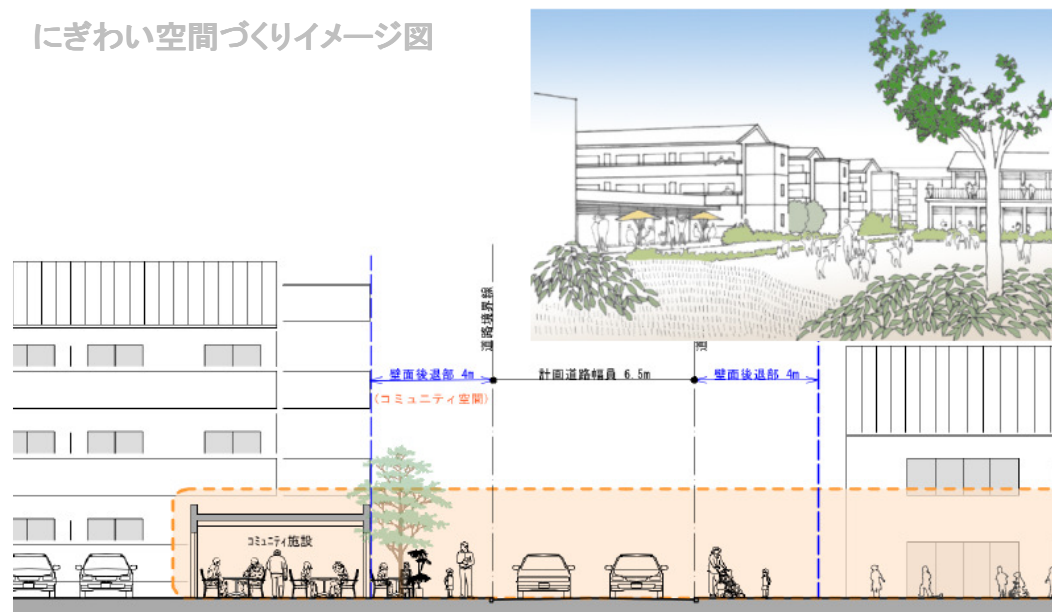 にぎわい空間づくりイメージ図
道路境界線
道
壁面後退部 4m
計画道路幅員 6.5m
壁面後退部 4m
(コミュニティ空間)
コミュニティ施設